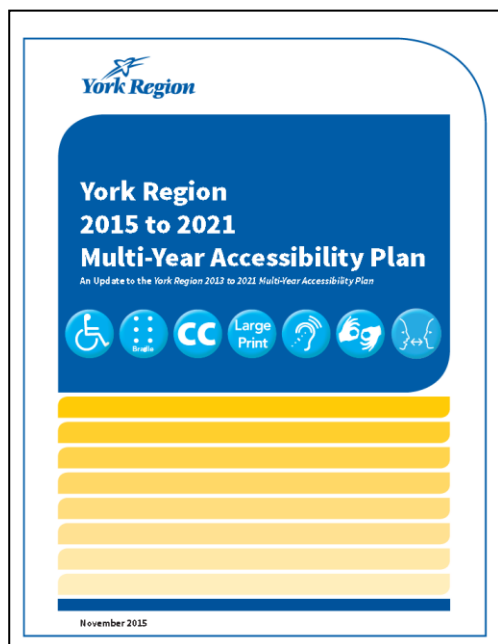 York Region
York Region
2015 to 2021
Multi-Year Accessibility Plan
An Update to the York Region 2013 to 2021 Multi-Year Accessibility Plan
Braille
CC
Large
Print
November 2015